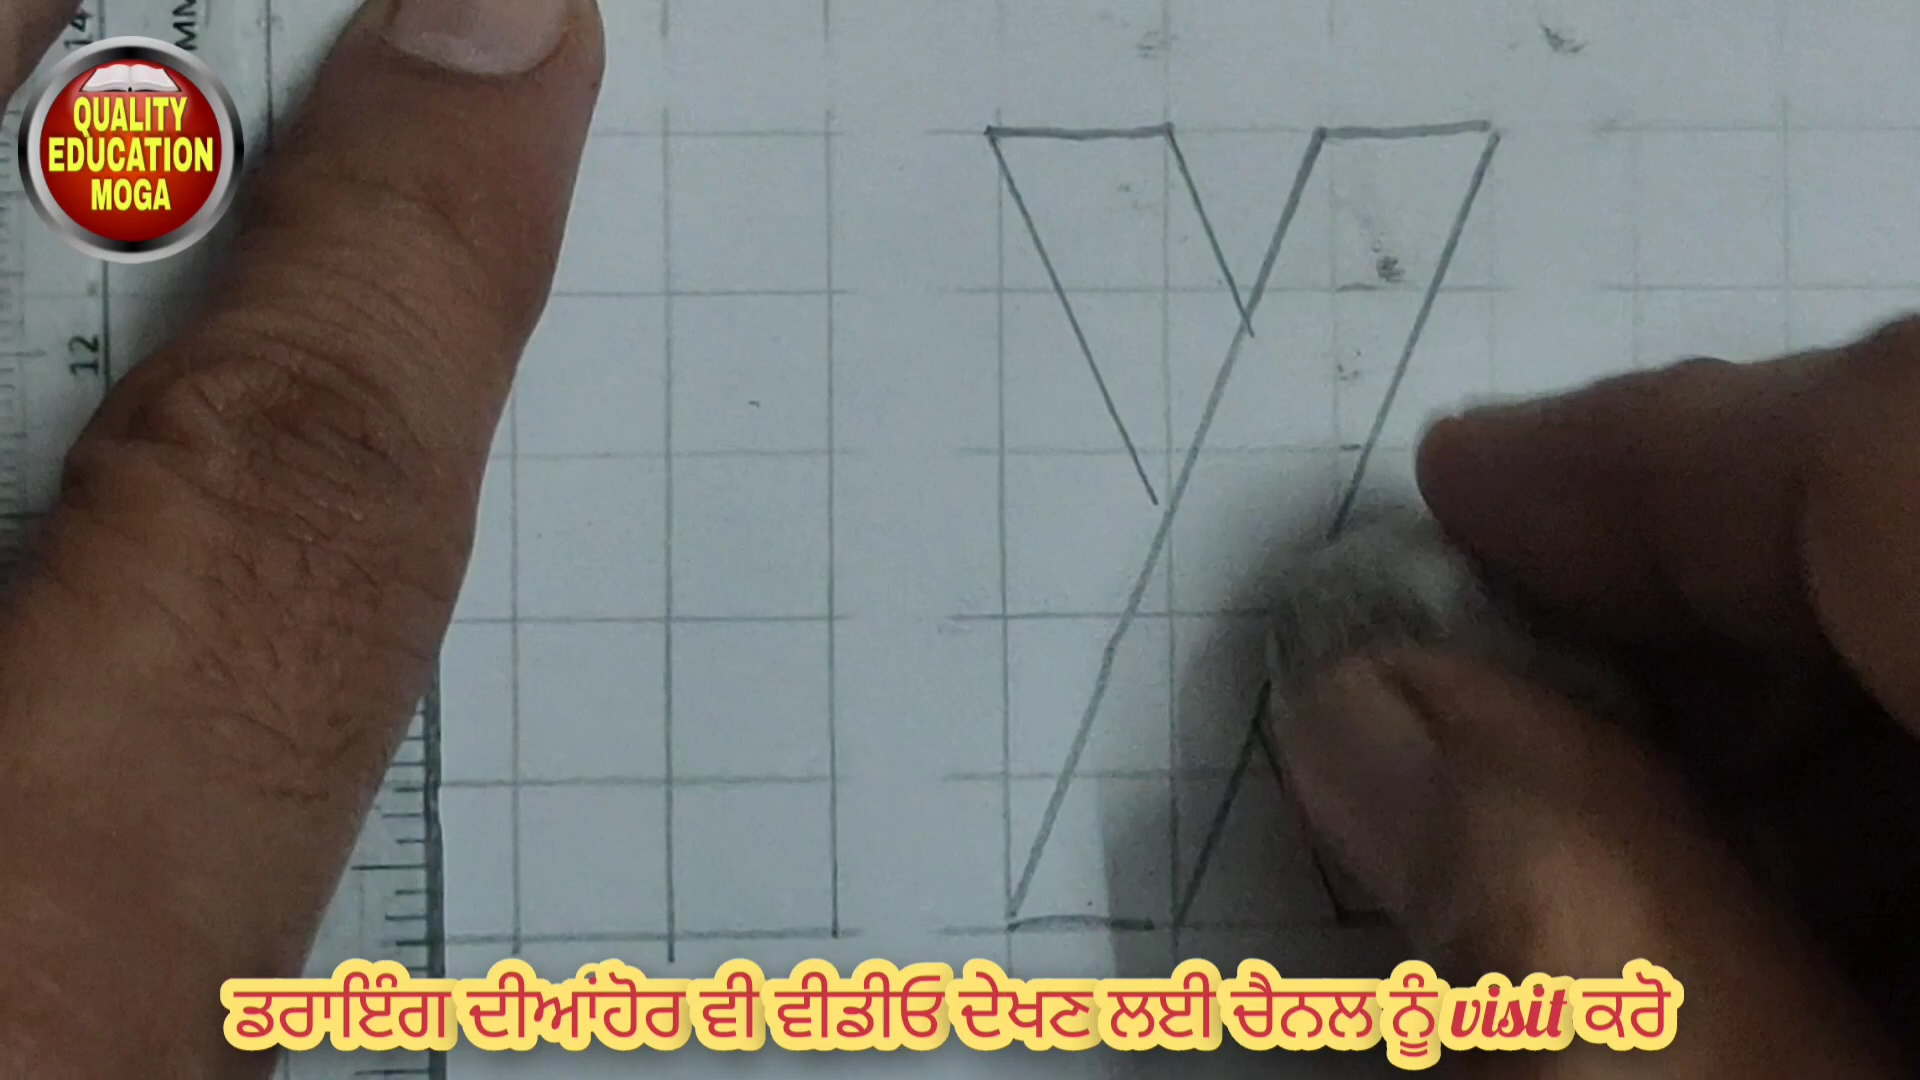 14
MM
QUALITY
EDUCATION
MOGA
12
ਡਰਾਇੰਗ ਦੀਆਂਹੋਰ ਵੀ ਵੀਡੀਓ ਦੇਖਣ ਲਈ ਚੈਨਲ ਨੂੰ visit ਕਰੋ